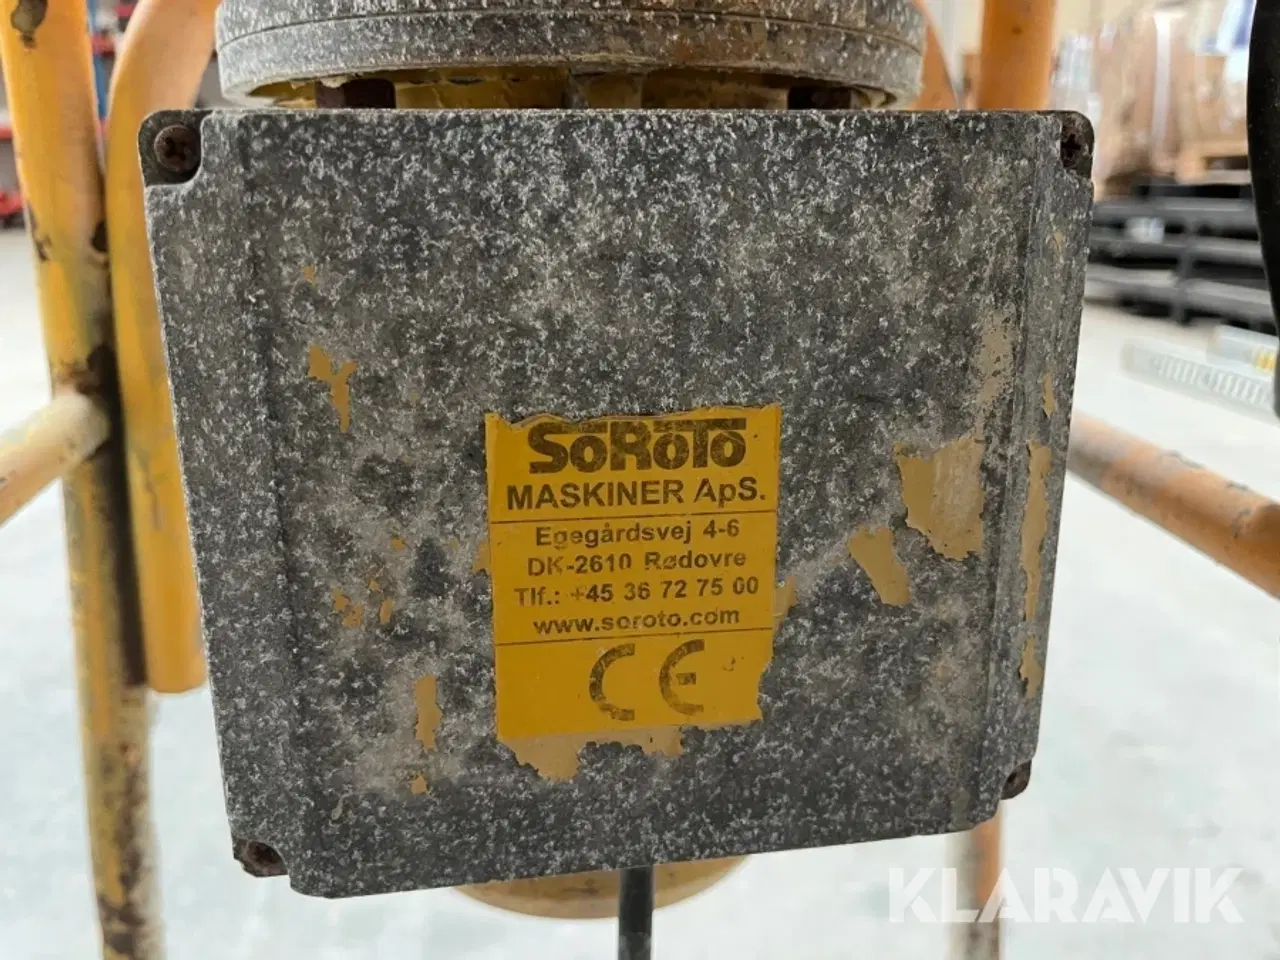 SoRoTo
MASKINER ApS.
Egegårdsvej 4-6
DK-2610 Rødovre
Tlf.: +45 36 72 75 00
www.soroto.com
CE
KLARAVIK